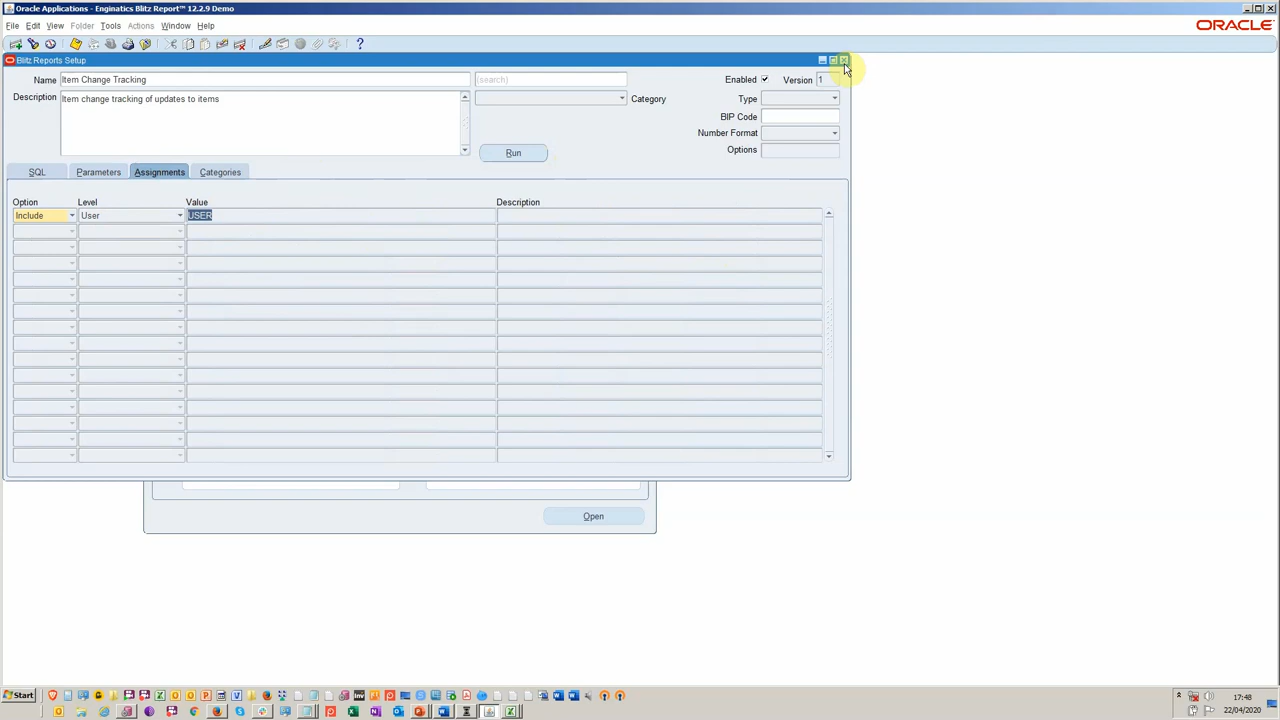 Oracle Applications - Enginatics Blitz Report™ 12.2.9 Demo
File Edit View Folder Tools Actions Window Help
ORACLE
Blitz Reports Setup
Name Item Change Tracking (search) Enabled Version 1
Description Item change tracking of updates to items Category Type
BIP Code
Number Format
Run Options
SQL Parameters Assignments Categories
Option Level Value Description
Include User USER
Open
Start 17:48
22/04/2020